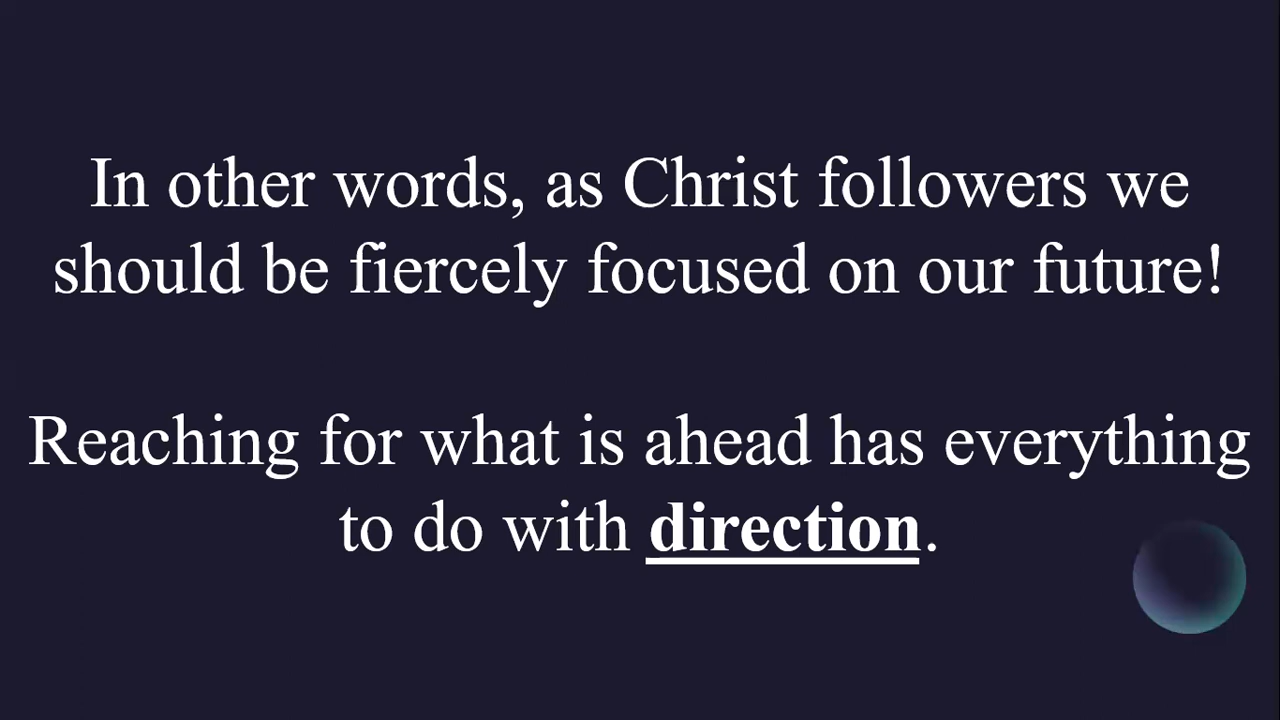 In other words, as Christ followers we
should be fiercely focused on our future!
Reaching for what is ahead has everything
to do with direction.